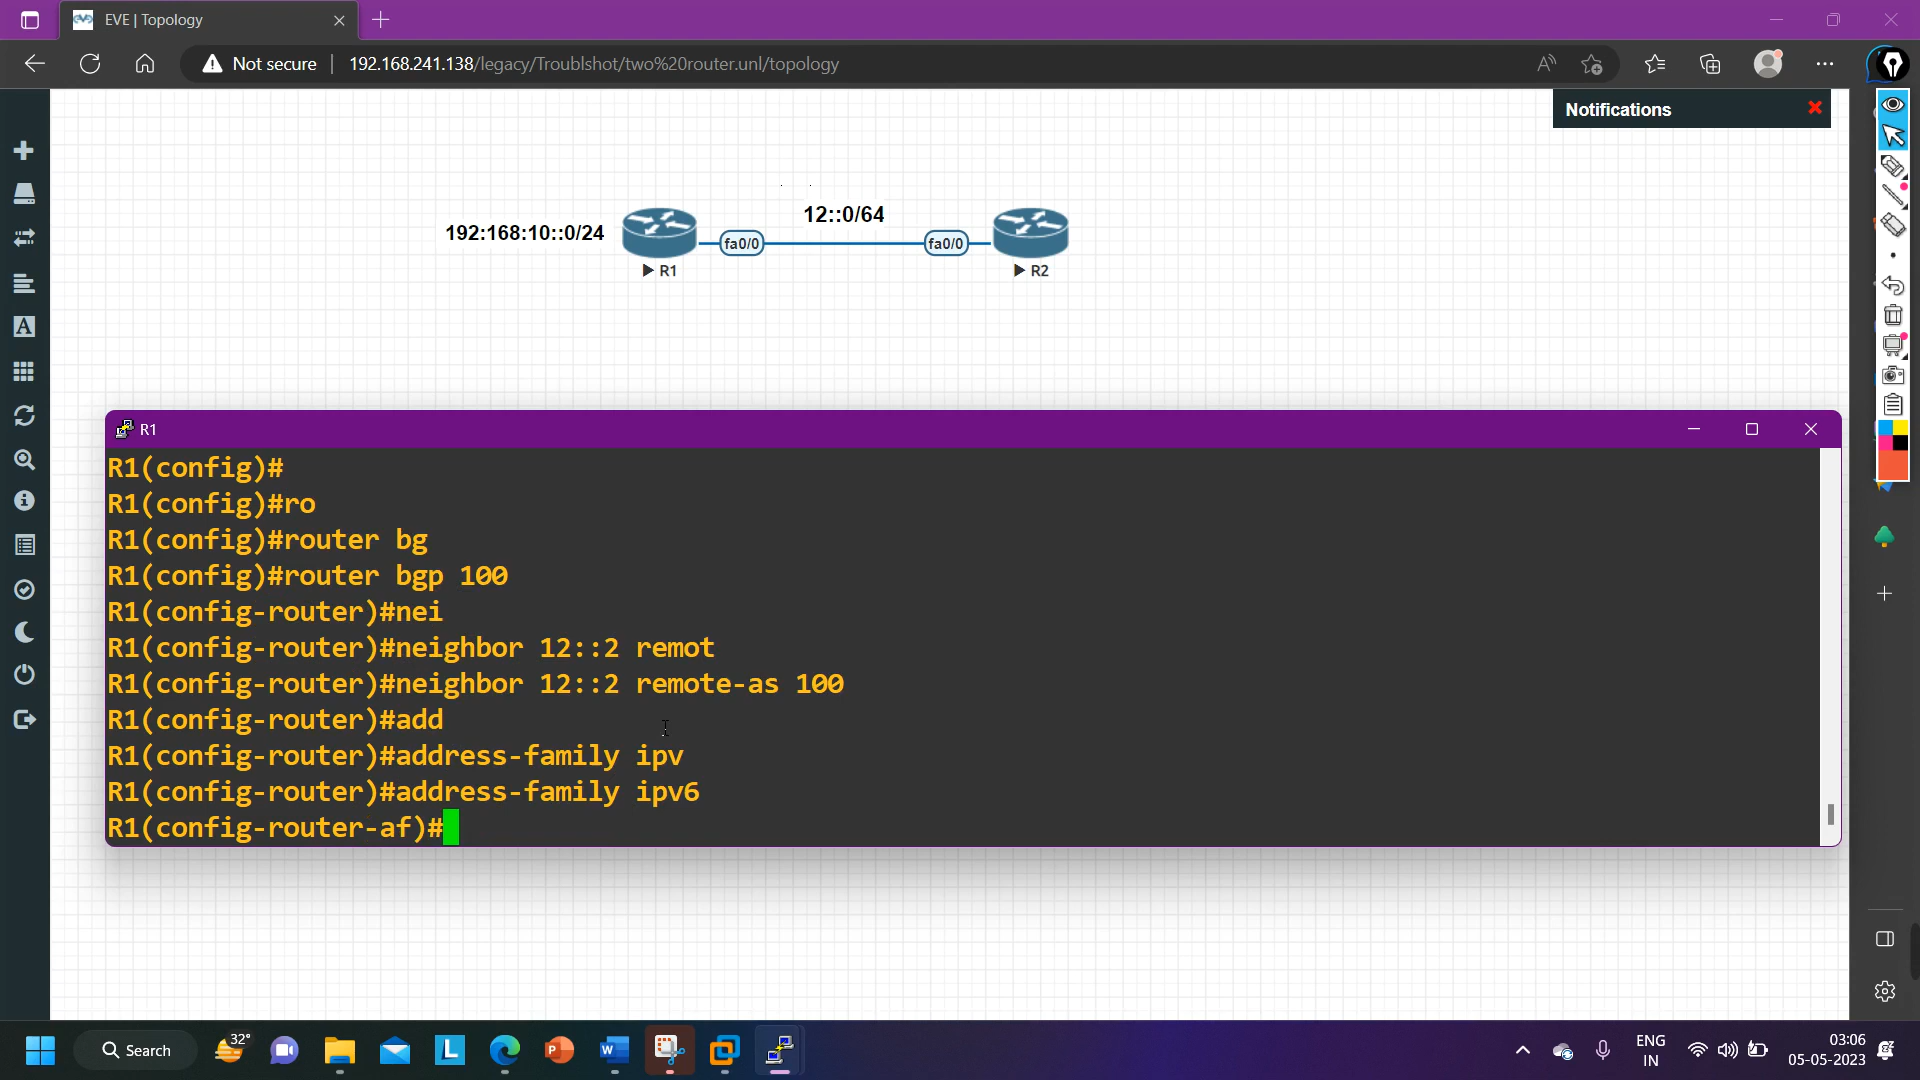 EVE | Topology
Not secure
192.168.241.138/legacy/Troublshot/two%20router.unl/topology
Notifications
12::0/64
192:168:10::0/24
fa0/0
fa0/0
R1
R2
R1
R1(config)#
R1(config)#ro
R1(config)#router bg
R1(config)#router bgp 100
R1(config-router)#nei
R1(config-router)#neighbor 12::2 remot
R1(config-router)#neighbor 12::2 remote-as 100
R1(config-router)#add
R1(config-router)#address-family ipv
R1(config-router)#address-family ipv6
R1(config-router-af)#
Search
32°
ENG
IN
03:06
05-05-2023